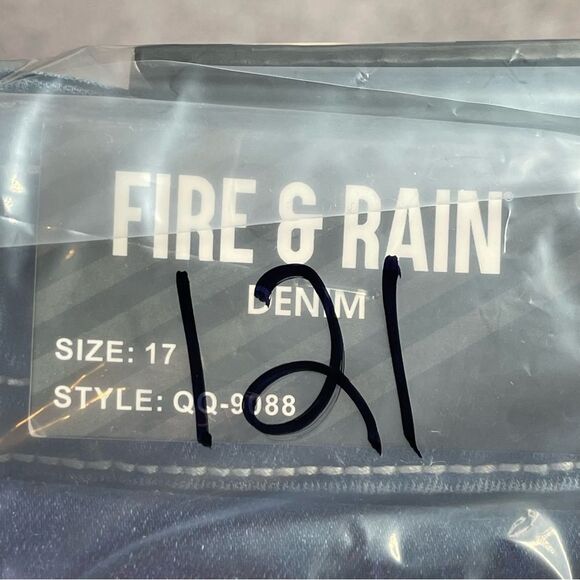 FIRE & RAIN®
DENIM
121
SIZE: 17
STYLE: QQ-9088